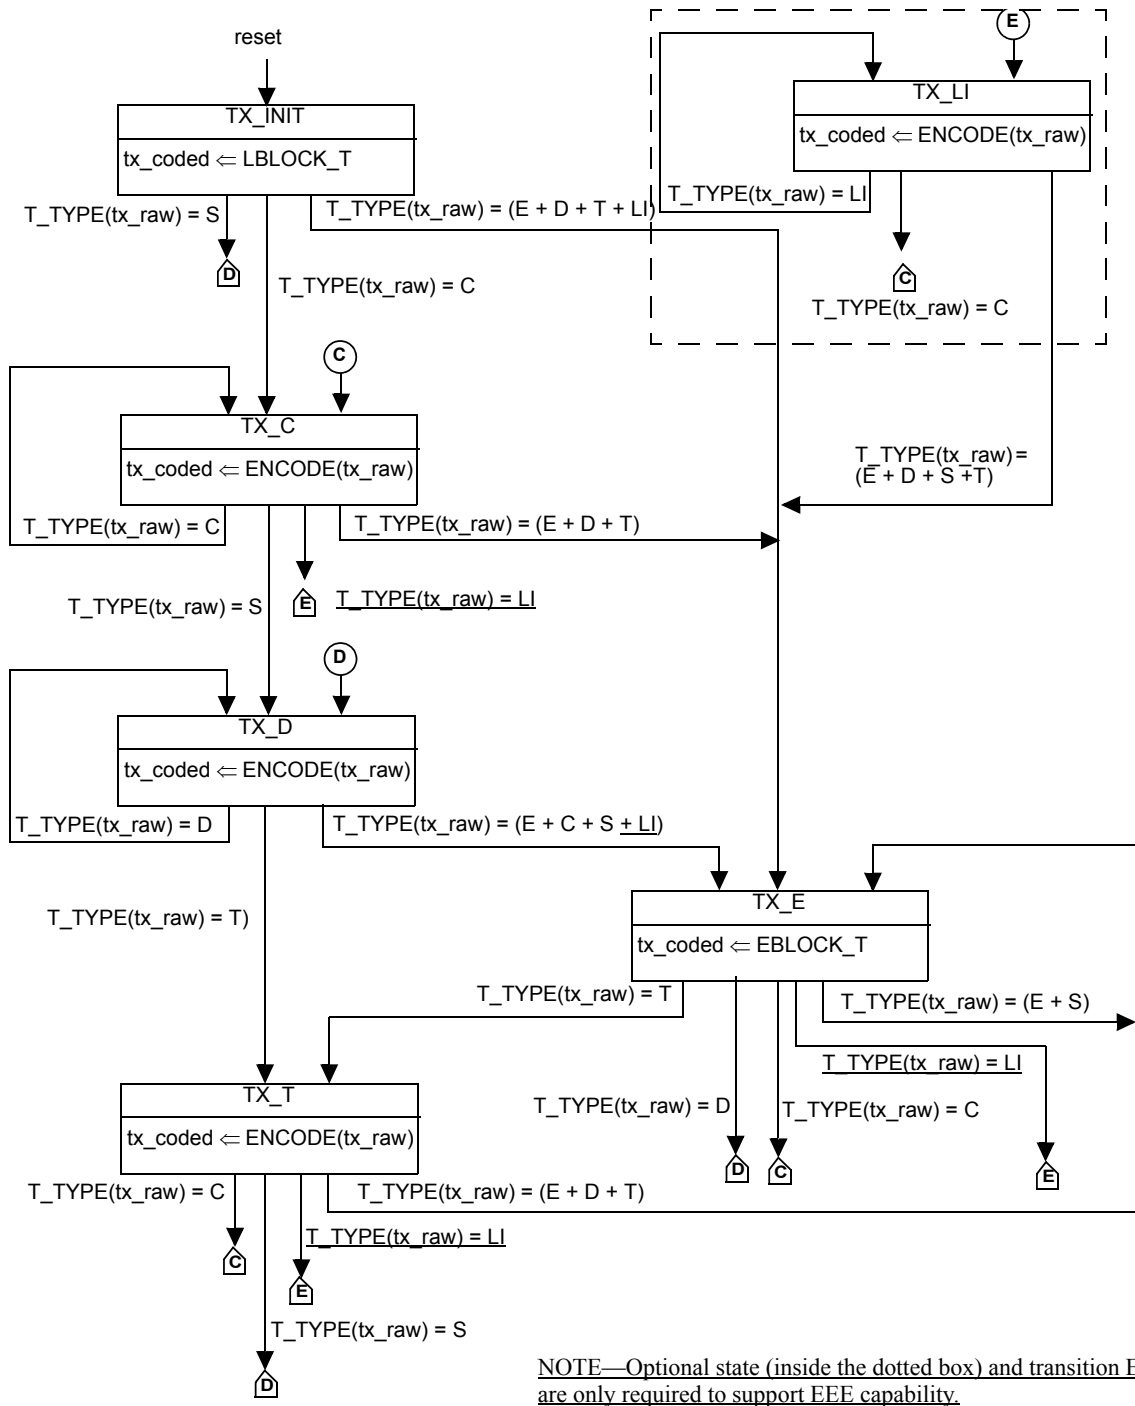 reset
E
TX_LI
tx_coded ⇐ ENCODE(tx_raw)
T_TYPE(tx_raw) = LI
C
T_TYPE(tx_raw) = C
T_TYPE(tx_raw) =
(E + D + S +T)
TX_INIT
tx_coded ⇐ LBLOCK_T
T_TYPE(tx_raw) = S
T_TYPE(tx_raw) = (E + D + T + LI)
D
T_TYPE(tx_raw) = C
C
TX_C
tx_coded ⇐ ENCODE(tx_raw)
T_TYPE(tx_raw) = C
T_TYPE(tx_raw) = (E + D + T)
T_TYPE(tx_raw) = S
E
T_TYPE(tx_raw) = LI
D
TX_D
tx_coded ⇐ ENCODE(tx_raw)
T_TYPE(tx_raw) = D
T_TYPE(tx_raw) = (E + C + S + LI)
T_TYPE(tx_raw) = T)
TX_E
tx_coded ⇐ EBLOCK_T
T_TYPE(tx_raw) = T
T_TYPE(tx_raw) = (E + S)
T_TYPE(tx_raw) = LI
T_TYPE(tx_raw) = D
T_TYPE(tx_raw) = C
D
C
E
TX_T
tx_coded ⇐ ENCODE(tx_raw)
T_TYPE(tx_raw) = C
T_TYPE(tx_raw) = (E + D + T)
T_TYPE(tx_raw) = LI
C
E
T_TYPE(tx_raw) = S
D
NOTE—Optional state (inside the dotted box) and transition E
are only required to support EEE capability.